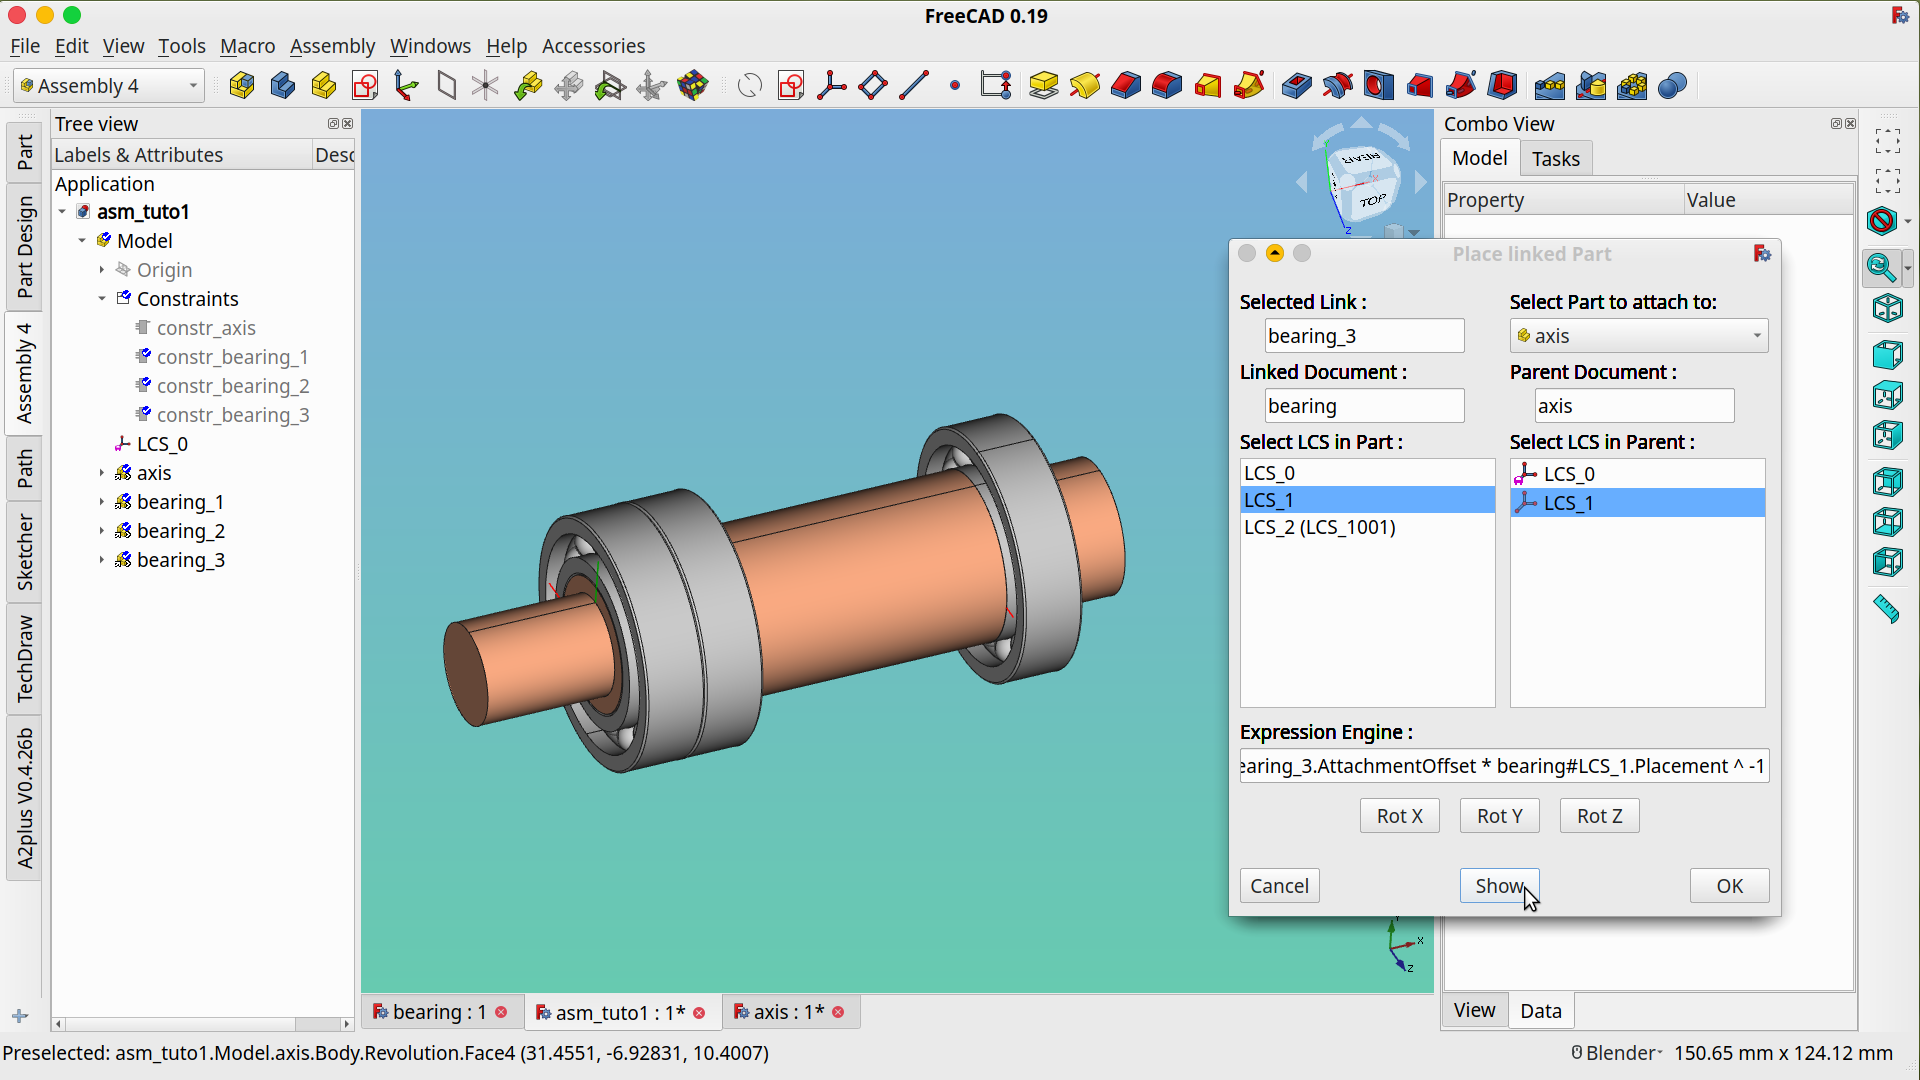 FreeCAD 0.19
File Edit View Tools Macro Assembly Windows Help Accessories
Assembly 4
Part
Part Design
Assembly 4
Path
Sketcher
TechDraw
A2plus V0.4.26b
Tree view
Labels & Attributes
Application
asm_tuto1
Model
Origin
Constraints
constr_axis
constr_bearing_1
constr_bearing_2
constr_bearing_3
LCS_0
axis
bearing_1
bearing_2
bearing_3
REAR
TOP
Z
Combo View
Model Tasks
Property Value
Place linked Part
Selected Link :
bearing_3
Select Part to attach to:
axis
Linked Document :
bearing
Parent Document :
axis
Select LCS in Part :
LCS_0
LCS_1
LCS_2 (LCS_1001)
Select LCS in Parent :
LCS_0
LCS_1
Expression Engine :
earing_3.AttachmentOffset * bearing#LCS_1.Placement ^ -1
Rot X Rot Y Rot Z
Cancel Show OK
X
Z
View Data
bearing : 1 asm_tuto1 : 1* axis : 1*
Preselected: asm_tuto1.Model.axis.Body.Revolution.Face4 (31.4551, -6.92831, 10.4007)
Blender 150.65 mm x 124.12 mm